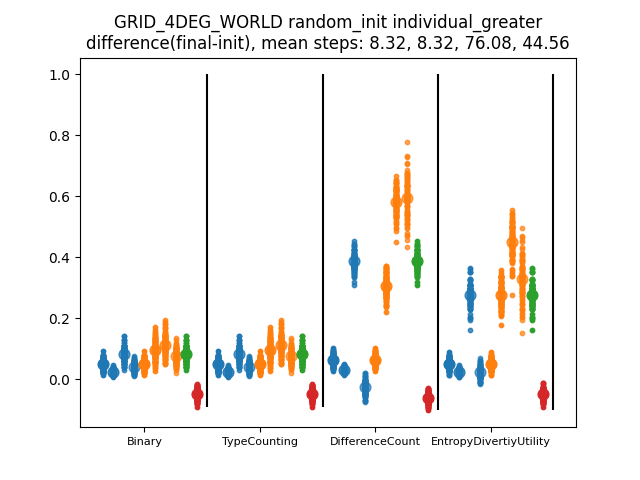 GRID_4DEG_WORLD random_init individual_greater
difference(final-init), mean steps: 8.32, 8.32, 76.08, 44.56
1.0
0.8
0.6
0.4
0.2
0.0
Binary TypeCounting DifferenceCount EntropyDivertiyUtility